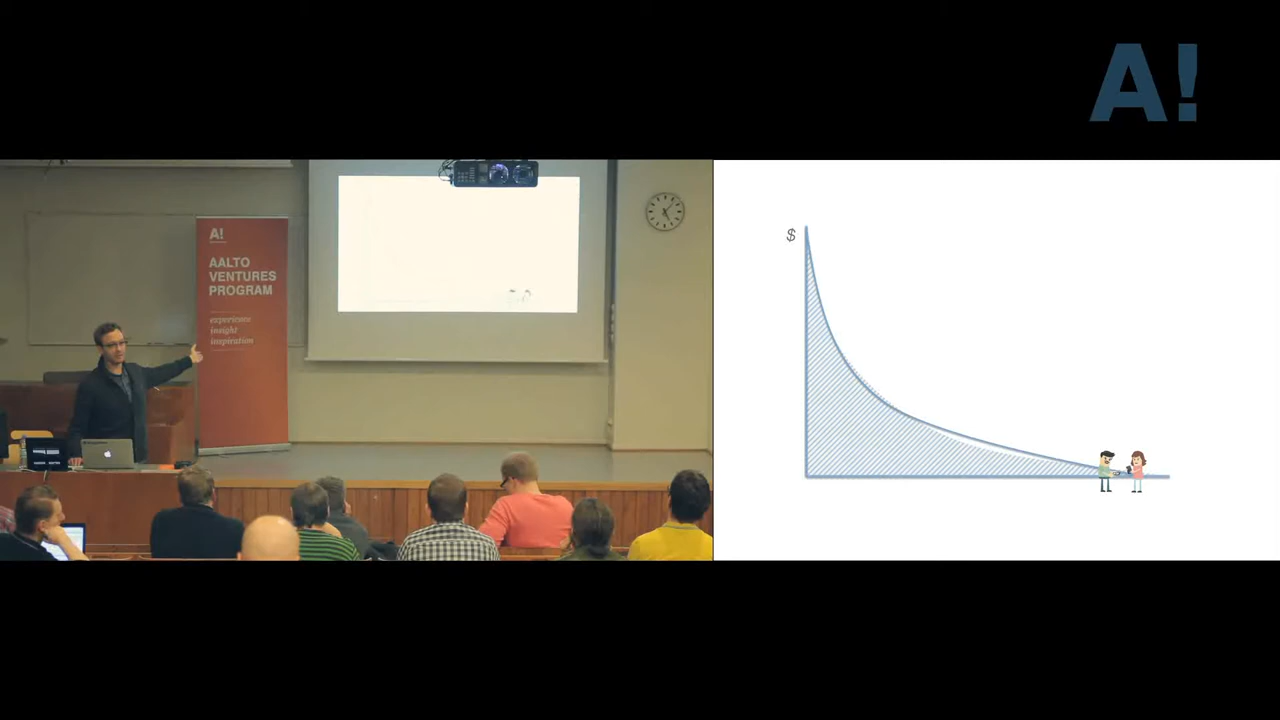 A!
A!
AALTO
VENTURES
PROGRAM
experience
insight
inspiration
$